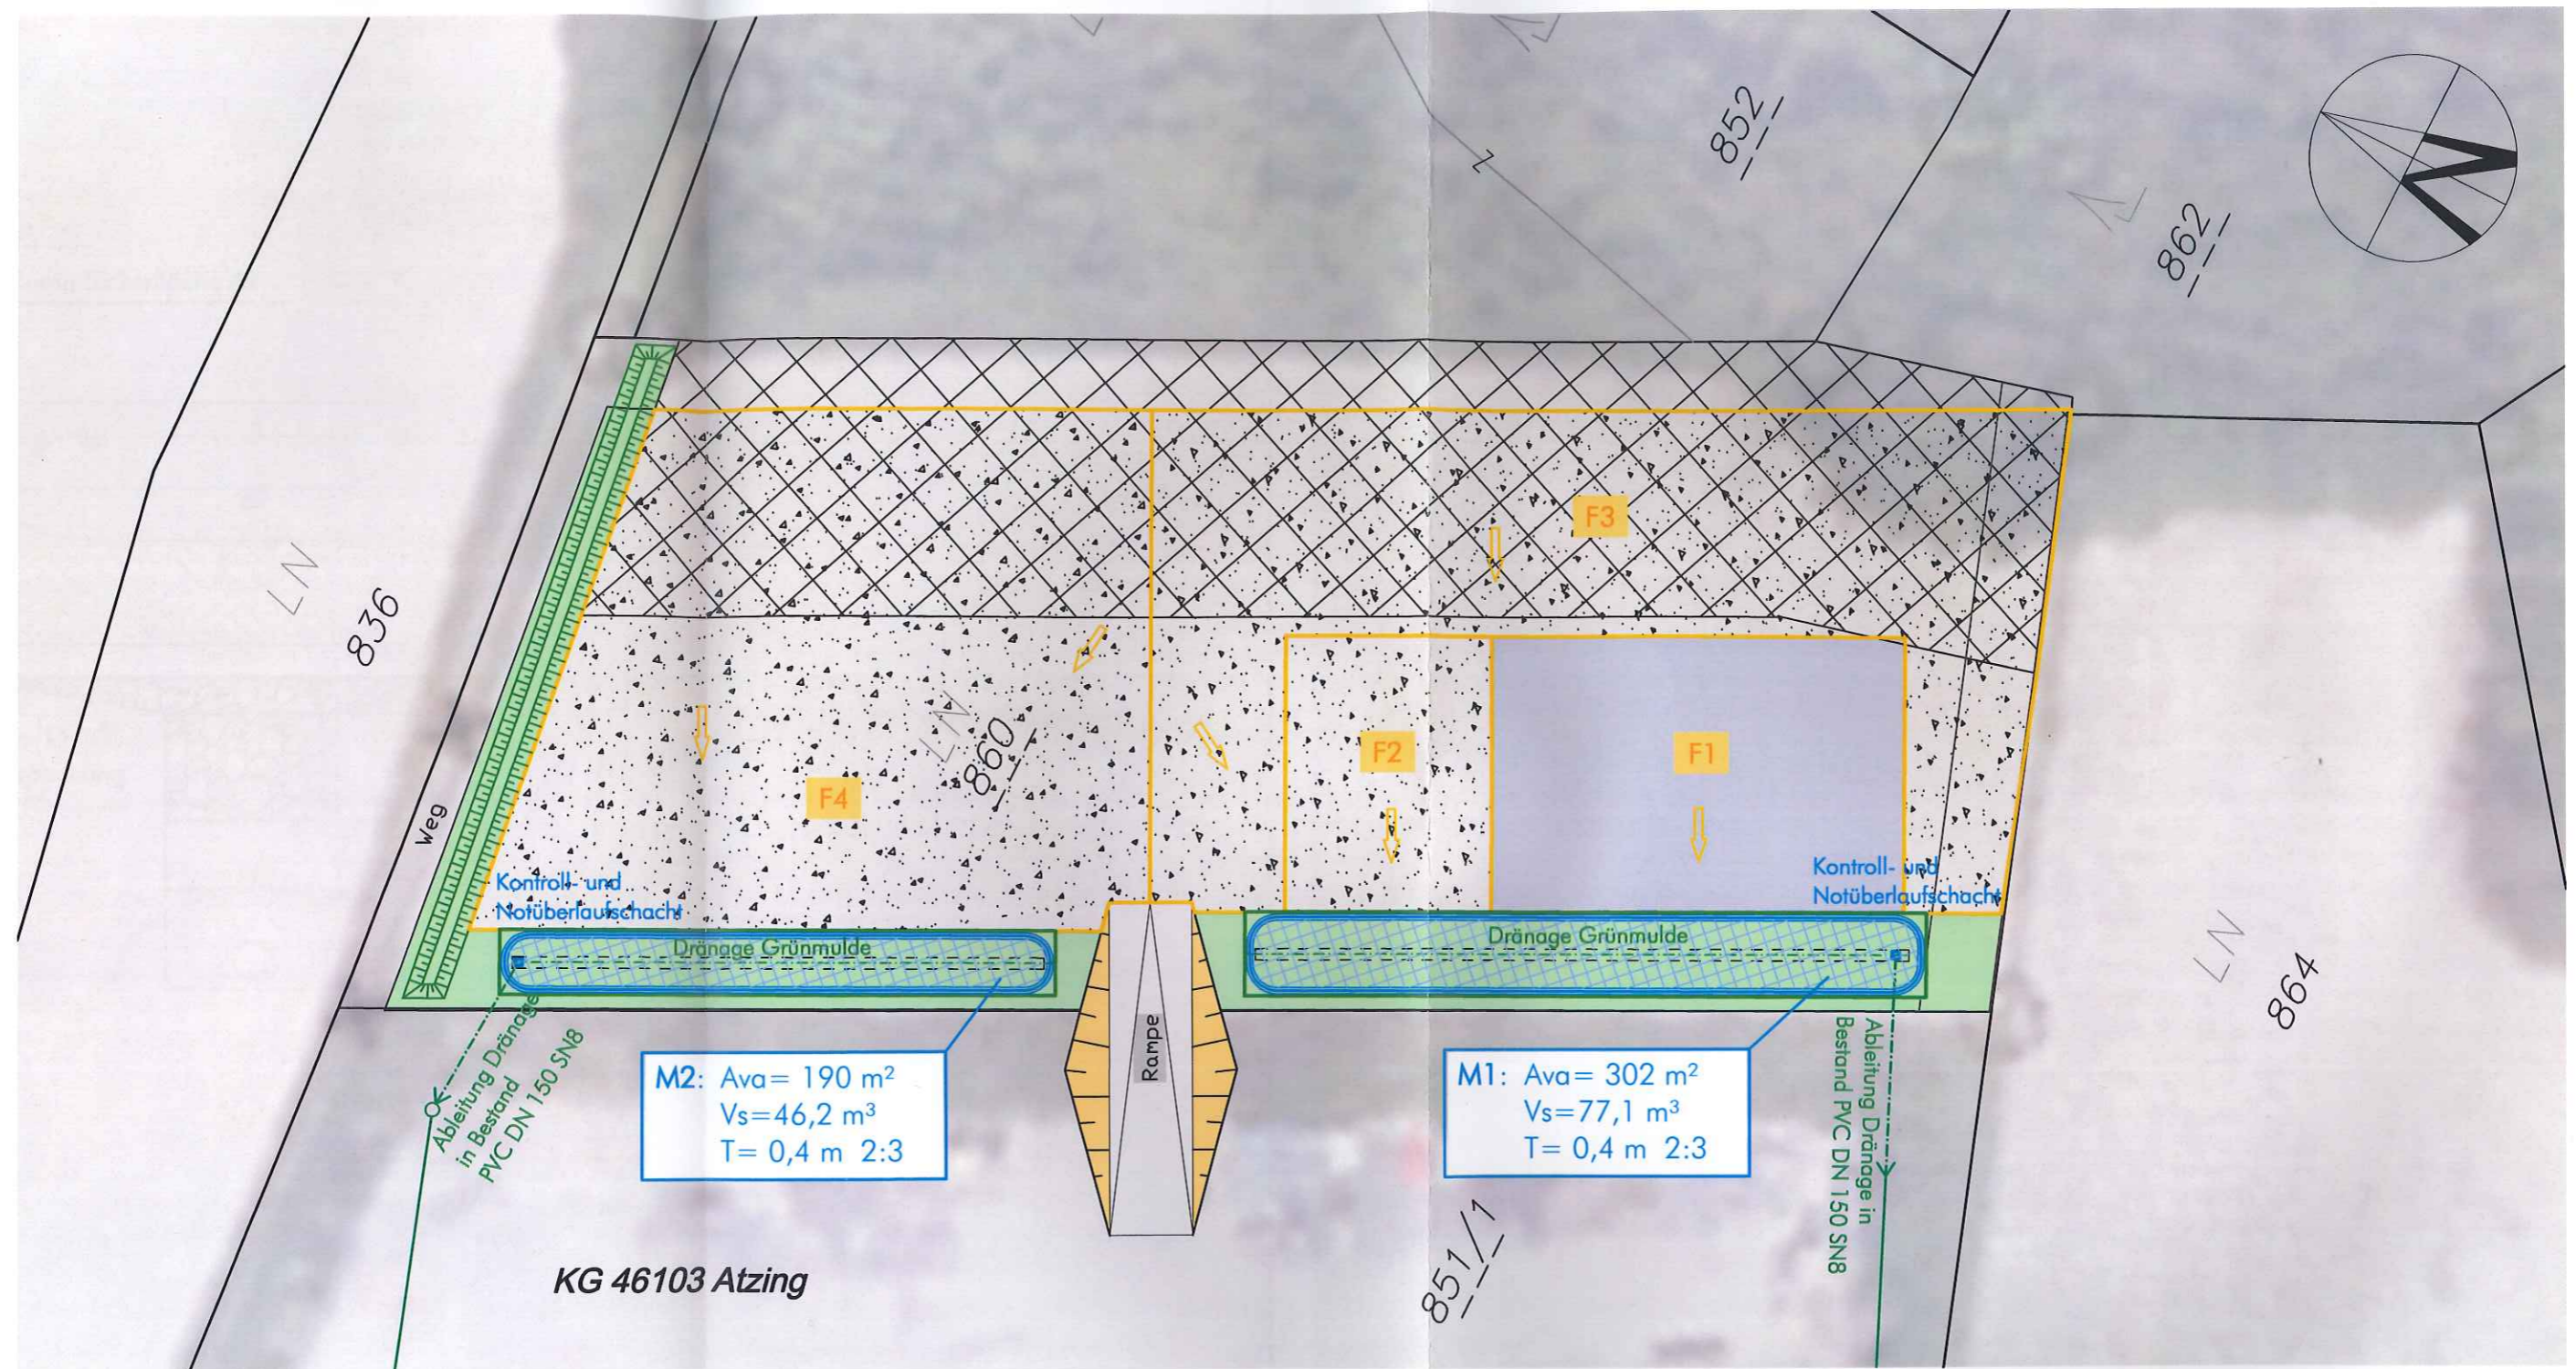 852
862
N
z
F3
LN
836
LN
860
F2
F1
F4
Weg
Kontroll- und
Notüberlaufschacht
Kontroll- und
Notüberlaufschacht
Dränage Grünmulde
Dränage Grünmulde
LN
864
Rampe
Ableitung Dränage
in Bestand
PVC DN 150 SN8
M2: Ava= 190 m²
Vs=46,2 m³
T= 0,4 m 2:3
M1: Ava= 302 m²
Vs=77,1 m³
T= 0,4 m 2:3
Ableitung Dränage in
Bestand PVC DN 150 SN8
851/1
KG 46103 Atzing